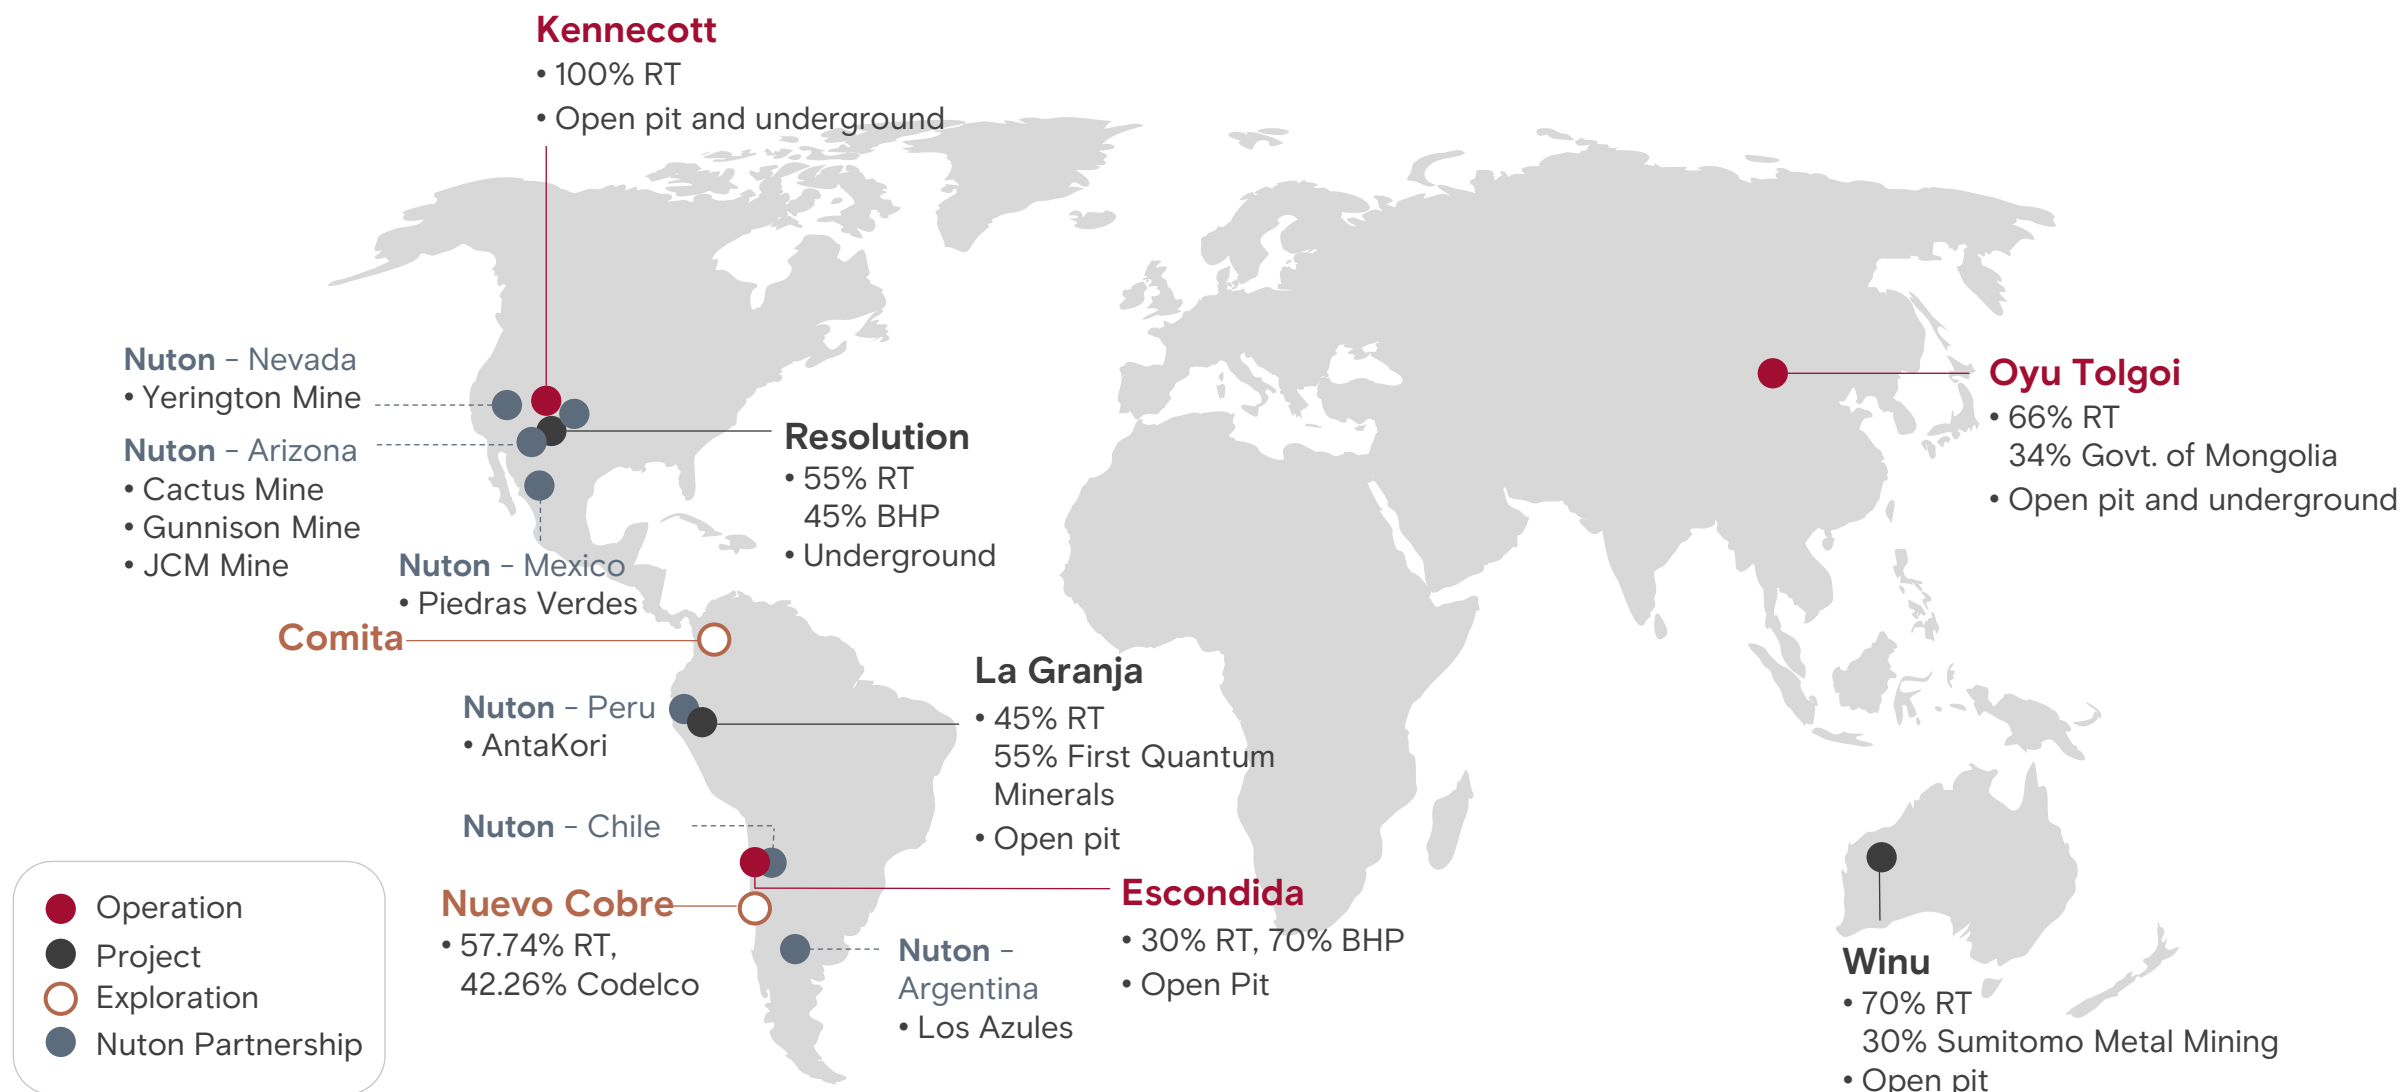 Kennecott
• 100% RT
• Open pit and underground
Nuton – Nevada
• Yerington Mine
Nuton – Arizona
• Cactus Mine
• Gunnison Mine
• JCM Mine
Nuton – Mexico
• Piedras Verdes
Resolution
• 55% RT
45% BHP
• Underground
Oyu Tolgoi
• 66% RT
34% Govt. of Mongolia
• Open pit and underground
Comita
Nuton – Peru
• AntaKori
La Granja
• 45% RT
55% First Quantum
Minerals
• Open pit
Nuton – Chile
Nuevo Cobre
• 57.74% RT,
42.26% Codelco
Escondida
• 30% RT, 70% BHP
• Open Pit
Nuton –
Argentina
• Los Azules
Winu
• 70% RT
30% Sumitomo Metal Mining
• Open pit
Operation
Project
Exploration
Nuton Partnership